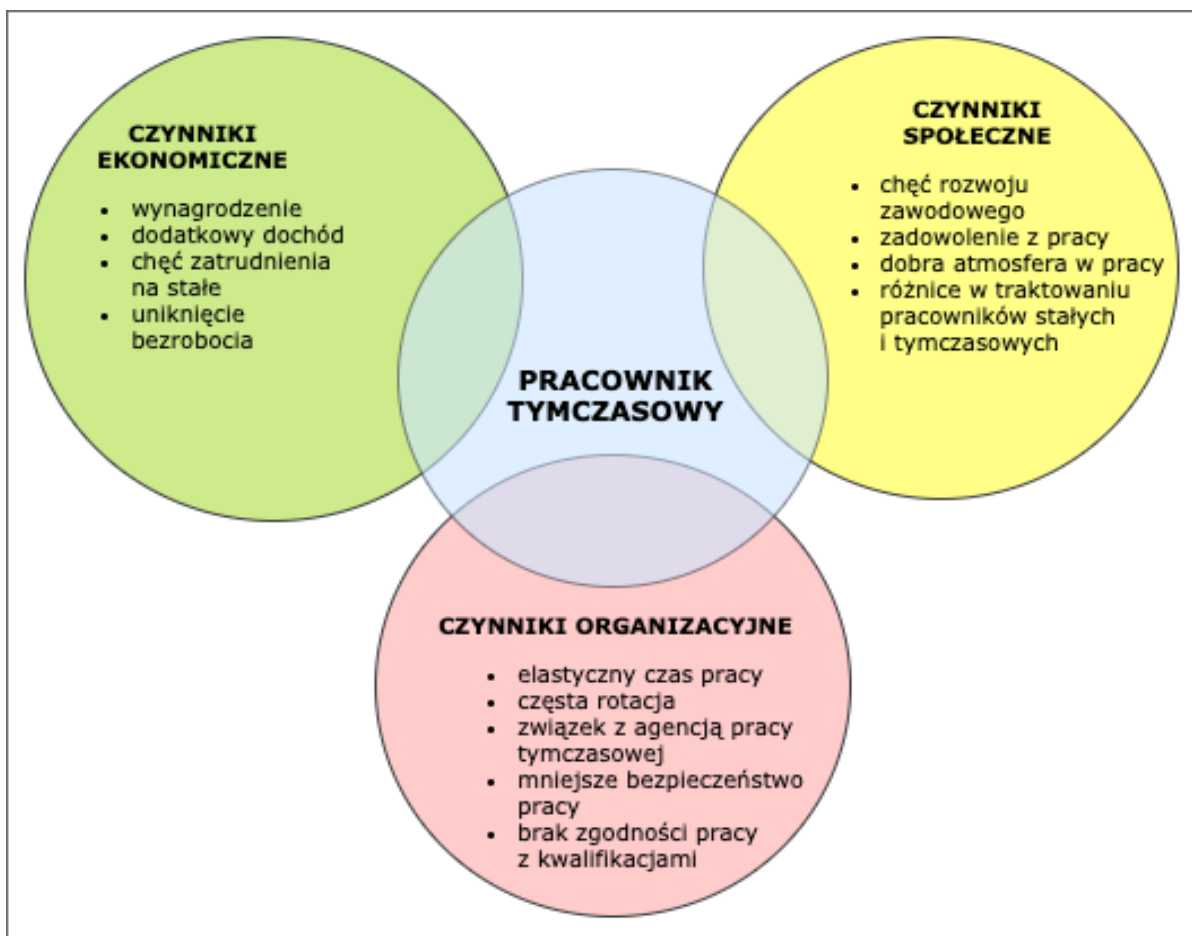 CZYNNIKI
EKONOMICZNE
• wynagrodzenie
• dodatkowy dochód
• chęć zatrudnienia
na stałe
• uniknięcie
bezrobocia
CZYNNIKI
SPOŁECZNE
• chęć rozwoju
zawodowego
• zadowolenie z pracy
• dobra atmosfera w pracy
• różnice w traktowaniu
pracowników stałych
i tymczasowych
PRACOWNIK
TYMCZASOWY
CZYNNIKI ORGANIZACYJNE
• elastyczny czas pracy
• częsta rotacja
• związek z agencją pracy
tymczasowej
• mniejsze bezpieczeństwo
pracy
• brak zgodności pracy
z kwalifikacjami